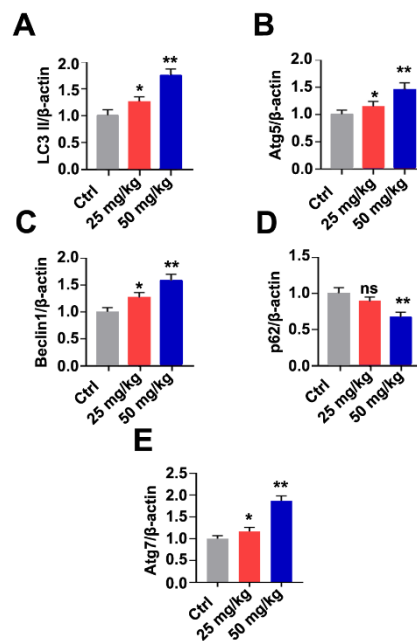 A
LC3 II/β-actin
2.0
1.5
1.0
0.5
0.0
*
**
Ctrl
25 mg/kg
50 mg/kg
B
Atg5/β-actin
2.0
1.5
1.0
0.5
0.0
*
**
Ctrl
25 mg/kg
50 mg/kg
C
Beclin1/β-actin
2.0
1.5
1.0
0.5
0.0
*
**
Ctrl
25 mg/kg
50 mg/kg
D
p62/β-actin
1.5
1.0
0.5
0.0
ns
**
Ctrl
25 mg/kg
50 mg/kg
E
Atg7/β-actin
2.5
2.0
1.5
1.0
0.5
0.0
*
**
Ctrl
25 mg/kg
50 mg/kg